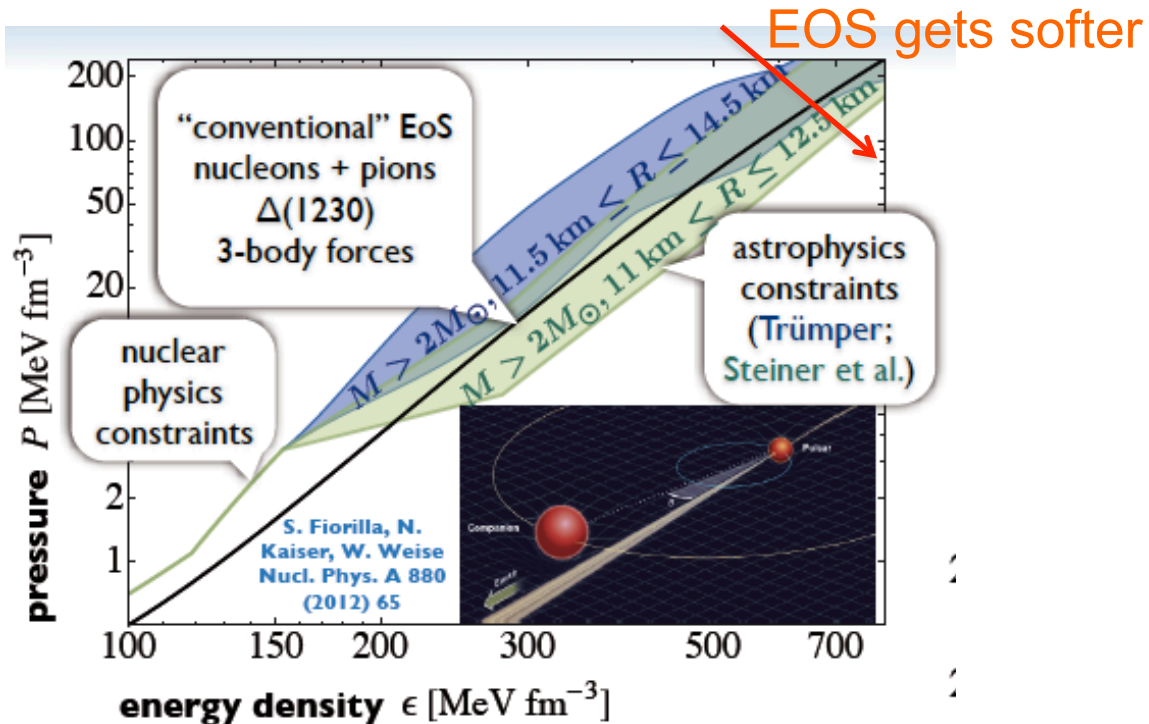 EOS gets softer
200
100
50
20
2
1
pressure P [MeV fm⁻³]
“conventional” EoS
nucleons + pions
Δ(1230)
3-body forces
M > 2M☉, 11.5 km ≤ R ≤ 14.5 km
M > 2M☉, 11 km ≤ R ≤ 12.5 km
astrophysics
constraints
(Trümper;
Steiner et al.)
nuclear
physics
constraints
S. Fiorilla, N.
Kaiser, W. Weise
Nucl. Phys. A 880
(2012) 65
Pulsar
Companion
Earth
100
150
200
300
500
700
energy density ϵ [MeV fm⁻³]